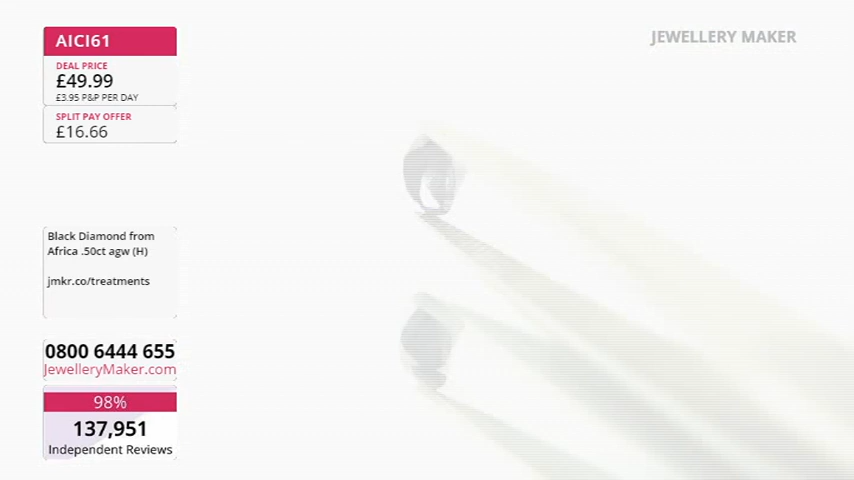 AICI61
DEAL PRICE
£49.99
£3.95 P&P PER DAY
SPLIT PAY OFFER
£16.66
JEWELLERY MAKER
Black Diamond from
Africa .50ct agw (H)
jmkr.co/treatments
0800 6444 655
JewelleryMaker.com
98%
137,951
Independent Reviews